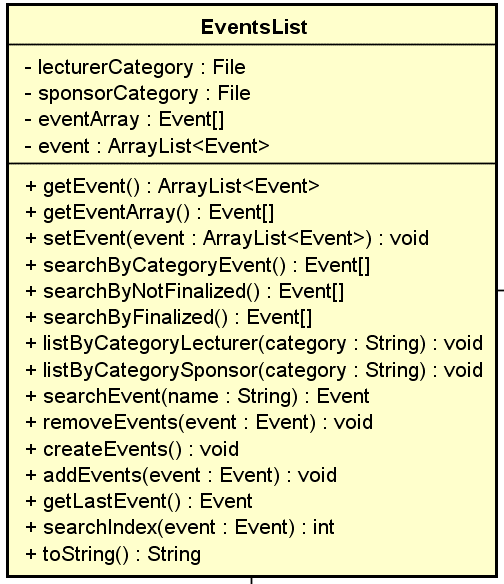 EventsList
- lecturerCategory : File
- sponsorCategory : File
- eventArray : Event[]
- event : ArrayList<Event>
+ getEvent() : ArrayList<Event>
+ getEventArray() : Event[]
+ setEvent(event : ArrayList<Event>) : void
+ searchByCategoryEvent() : Event[]
+ searchByNotFinalized() : Event[]
+ searchByFinalized() : Event[]
+ listByCategoryLecturer(category : String) : void
+ listByCategorySponsor(category : String) : void
+ searchEvent(name : String) : Event
+ removeEvents(event : Event) : void
+ createEvents() : void
+ addEvents(event : Event) : void
+ getLastEvent() : Event
+ searchIndex(event : Event) : int
+ toString() : String